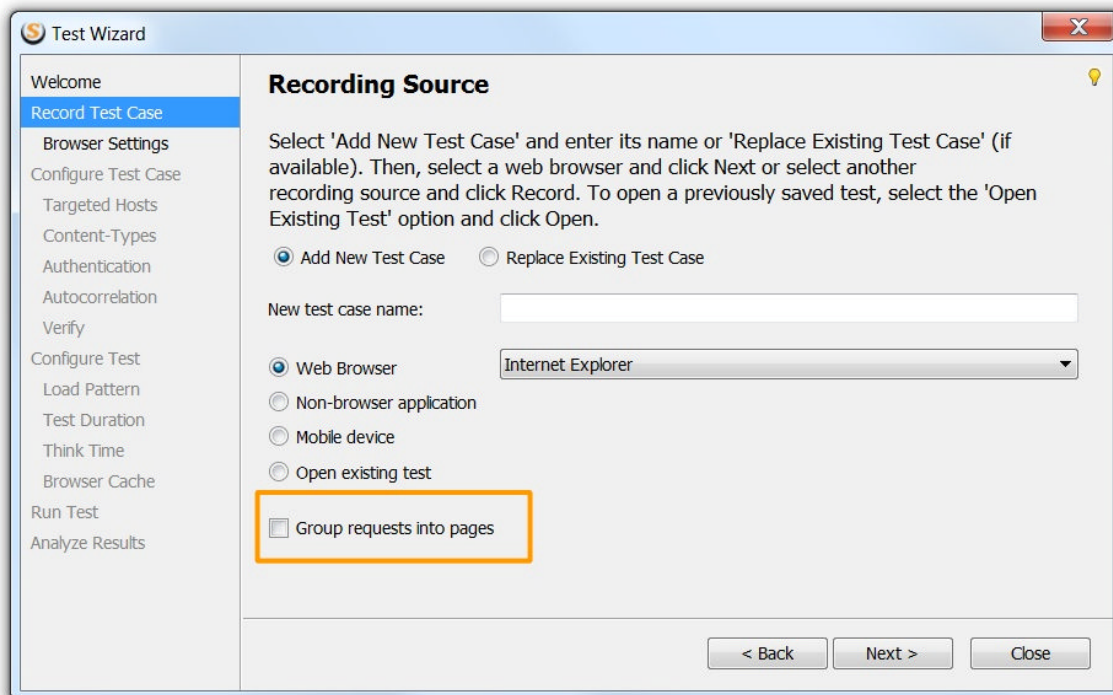 Test Wizard
Welcome
Record Test Case
Browser Settings
Configure Test Case
Targeted Hosts
Content-Types
Authentication
Autocorrelation
Verify
Configure Test
Load Pattern
Test Duration
Think Time
Browser Cache
Run Test
Analyze Results
Recording Source
Select 'Add New Test Case' and enter its name or 'Replace Existing Test Case' (if
available). Then, select a web browser and click Next or select another
recording source and click Record. To open a previously saved test, select the 'Open
Existing Test' option and click Open.
Add New Test Case Replace Existing Test Case
New test case name:
Web Browser Internet Explorer
Non-browser application
Mobile device
Open existing test
Group requests into pages
< Back Next > Close